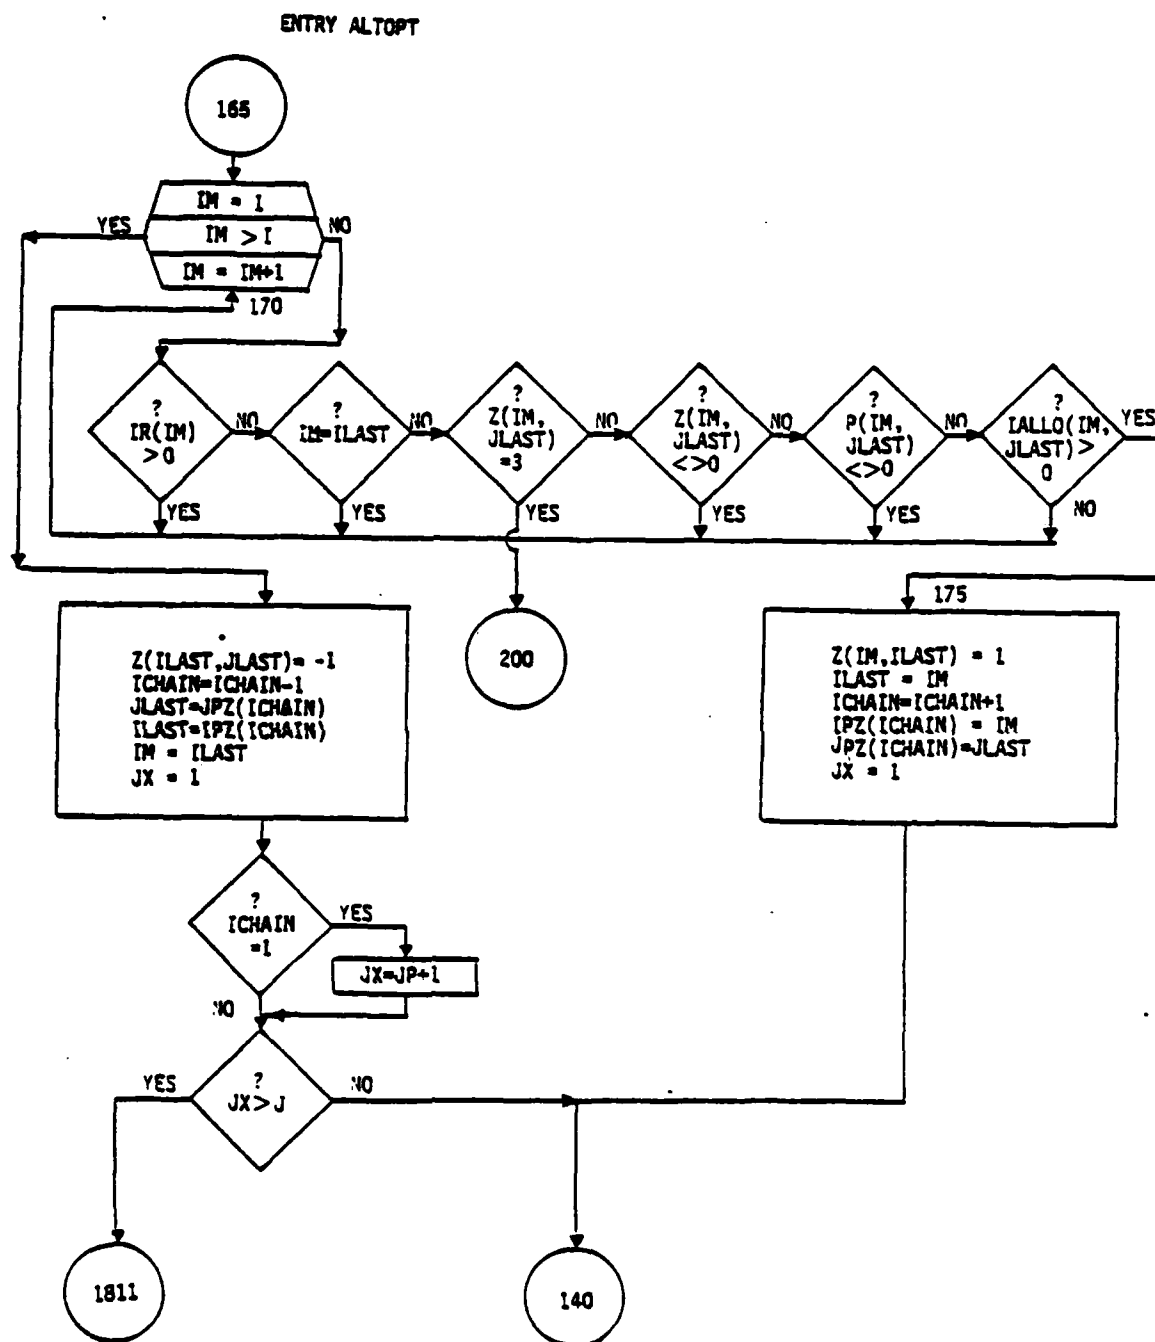 ENTRY ALTOPT
165
IM = 1
YES
IM > I
NO
IM = IM+1
170
?
IR(IM)
>0
NO
?
IM=ILAST
NO
?
Z(IM,
JLAST)
=3
NO
?
Z(IM,
JLAST)
<>0
NO
?
P(IM,
JLAST)
<>0
NO
?
IALLO(IM,
JLAST)>
0
YES
YES
YES
YES
YES
YES
NO
175
200
Z(ILAST,JLAST)= -1
ICHAIN=ICHAIN-1
JLAST=JPZ(ICHAIN)
ILAST=IPZ(ICHAIN)
IM = ILAST
JX = 1
Z(IM,ILAST) = 1
ILAST = IM
ICHAIN=ICHAIN+1
IPZ(ICHAIN) = IM
JPZ(ICHAIN)=JLAST
JX = 1
?
ICHAIN
=1
YES
JX=JP+1
NO
YES
?
JX>J
NO
1811
140